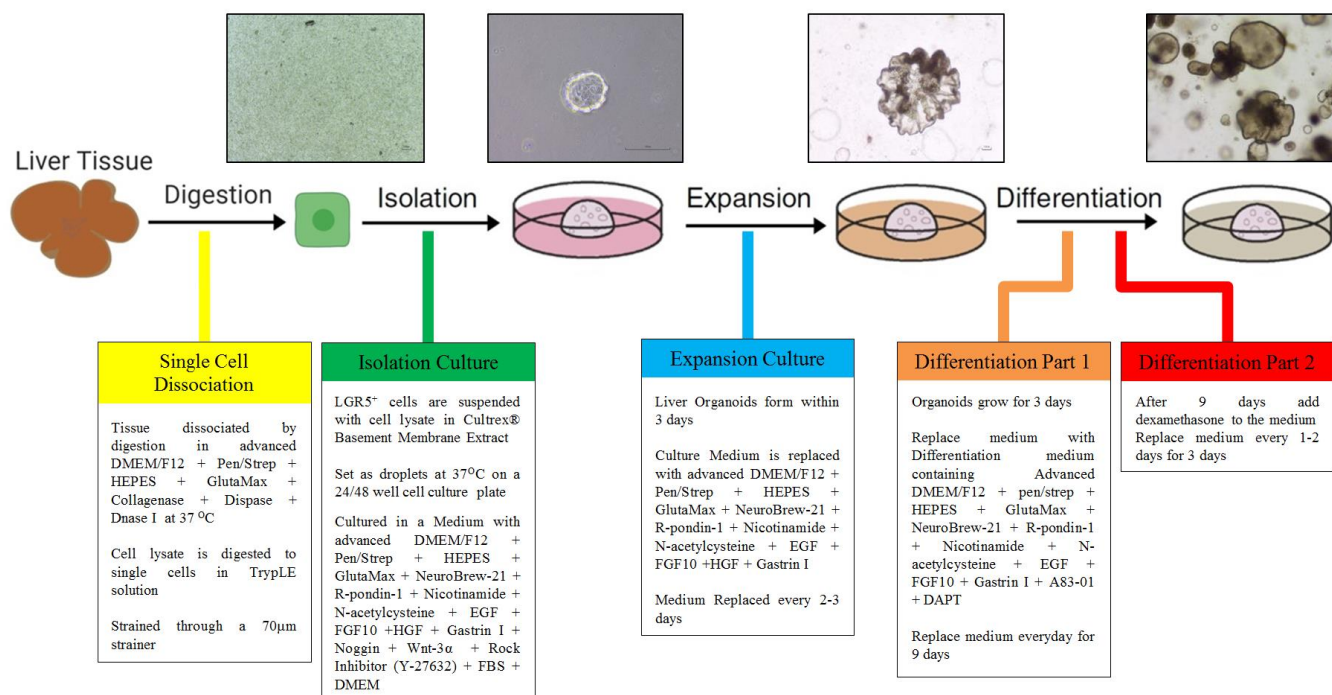 Liver Tissue
Digestion
Isolation
Expansion
Differentiation
Single Cell
Dissociation
Tissue dissociated by
digestion in advanced
DMEM/F12 + Pen/Strep +
HEPES + GlutaMax +
Collagenase + Dispase +
Dnase I at 37 ⁰C
Cell lysate is digested to
single cells in TrypLE
solution
Strained through a 70µm
strainer
Isolation Culture
LGR5⁺ cells are suspended
with cell lysate in Cultrex®
Basement Membrane Extract
Set as droplets at 37⁰C on a
24/48 well cell culture plate
Cultured in a Medium with
advanced DMEM/F12 +
Pen/Strep + HEPES +
GlutaMax + NeuroBrew-21 +
R-pondin-1 + Nicotinamide +
N-acetylcysteine + EGF +
FGF10 +HGF + Gastrin I +
Noggin + Wnt-3α + Rock
Inhibitor (Y-27632) + FBS +
DMEM
Expansion Culture
Liver Organoids form within
3 days
Culture Medium is replaced
with advanced DMEM/F12 +
Pen/Strep + HEPES +
GlutaMax + NeuroBrew-21 +
R-pondin-1 + Nicotinamide +
N-acetylcysteine + EGF +
FGF10 +HGF + Gastrin I
Medium Replaced every 2-3
days
Differentiation Part 1
Organoids grow for 3 days
Replace medium with
Differentiation medium
containing Advanced
DMEM/F12 + pen/strep +
HEPES + GlutaMax +
NeuroBrew-21 + R-pondin-1
+ Nicotinamide + N-
acetylcysteine + EGF +
FGF10 + Gastrin I + A83-01
+ DAPT
Replace medium everyday for
9 days
Differentiation Part 2
After 9 days add
dexamethasone to the medium
Replace medium every 1-2
days for 3 days